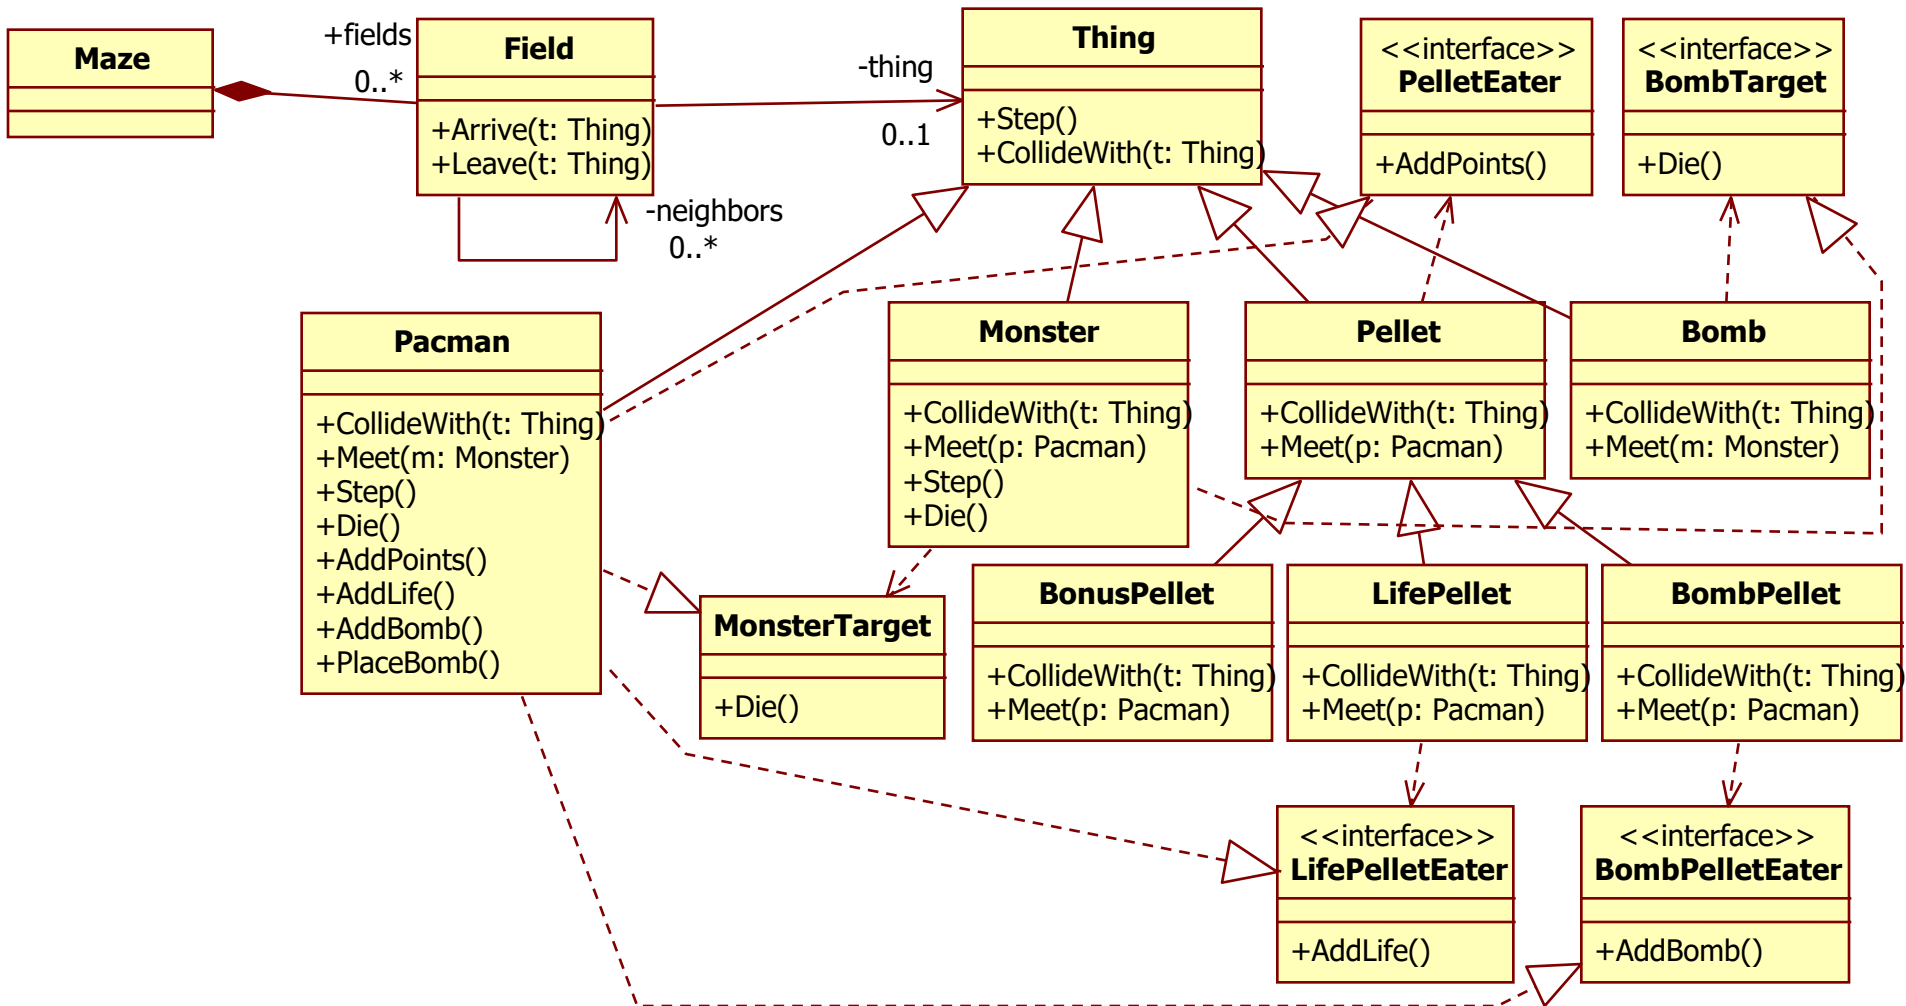 Maze
+fields
0..*
Field
+Arrive(t: Thing)
+Leave(t: Thing)
-neighbors
0..*
-thing
0..1
Thing
+Step()
+CollideWith(t: Thing)
<<interface>>
PelletEater
+AddPoints()
<<interface>>
BombTarget
+Die()
Pacman
+CollideWith(t: Thing)
+Meet(m: Monster)
+Step()
+Die()
+AddPoints()
+AddLife()
+AddBomb()
+PlaceBomb()
Monster
+CollideWith(t: Thing)
+Meet(p: Pacman)
+Step()
+Die()
Pellet
+CollideWith(t: Thing)
+Meet(p: Pacman)
Bomb
+CollideWith(t: Thing)
+Meet(m: Monster)
MonsterTarget
+Die()
BonusPellet
+CollideWith(t: Thing)
+Meet(p: Pacman)
LifePellet
+CollideWith(t: Thing)
+Meet(p: Pacman)
BombPellet
+CollideWith(t: Thing)
+Meet(p: Pacman)
<<interface>>
LifePelletEater
+AddLife()
<<interface>>
BombPelletEater
+AddBomb()